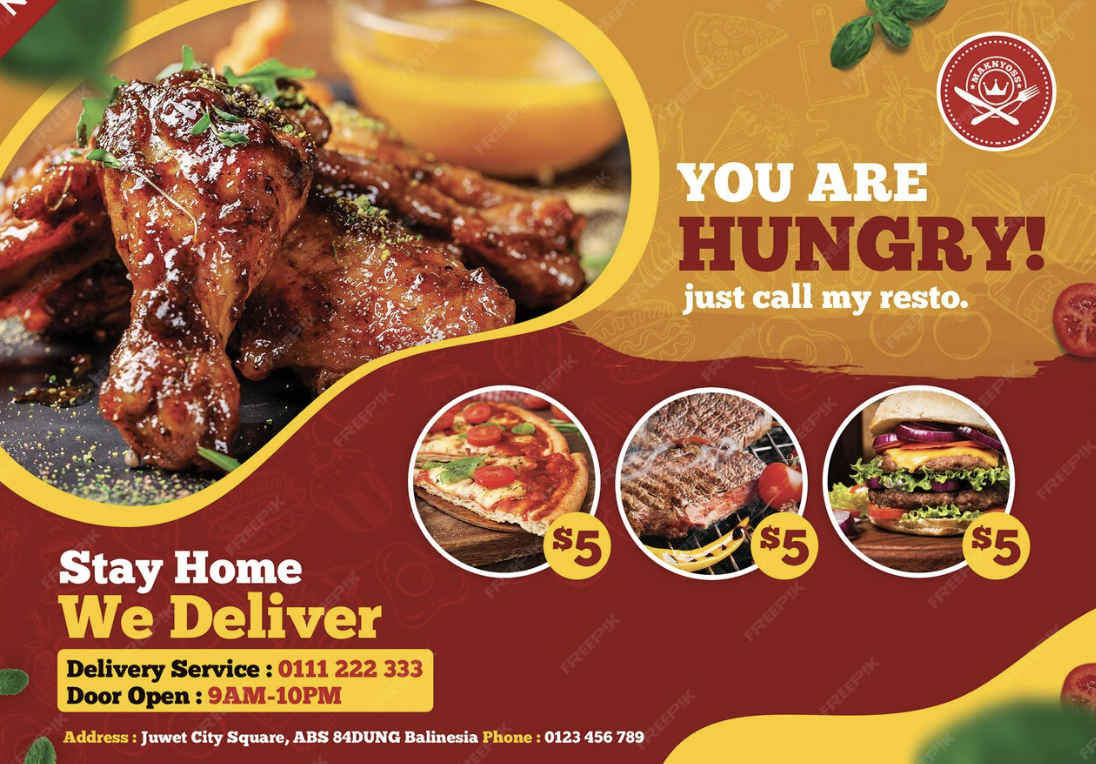 MAKNYOSS
YOU ARE
HUNGRY!
just call my resto.
$5
$5
$5
Stay Home
We Deliver
Delivery Service : 0111 222 333
Door Open : 9AM-10PM
Address : Juwet City Square, ABS 84DUNG Balinesia Phone : 0123 456 789
FREEPIK